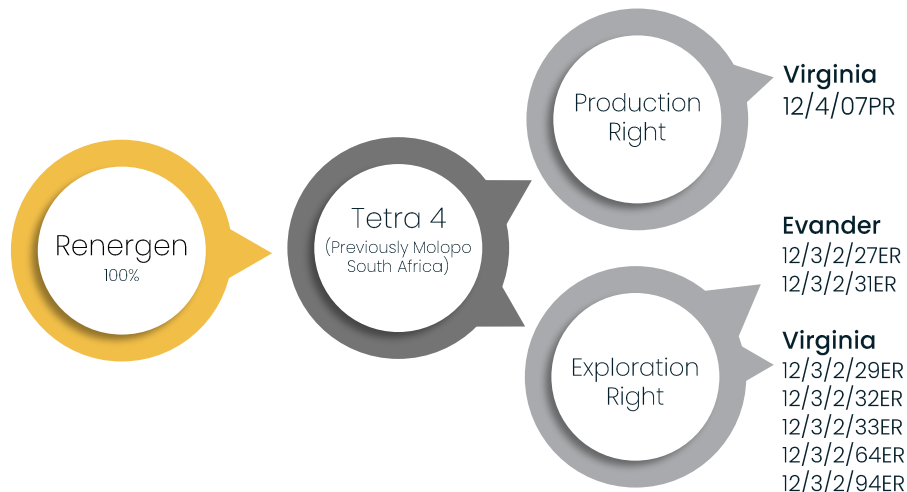 Renergen
100%
Tetra 4
(Previously Molopo
South Africa)
Production
Right
Virginia
12/4/07PR
Exploration
Right
Evander
12/3/2/27ER
12/3/2/31ER
Virginia
12/3/2/29ER
12/3/2/32ER
12/3/2/33ER
12/3/2/64ER
12/3/2/94ER